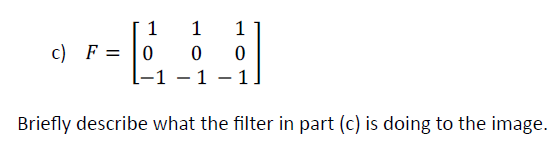 1 1 1
c) F = 0 0 0
-1 -1 -1
Briefly describe what the filter in part (c) is doing to the image.